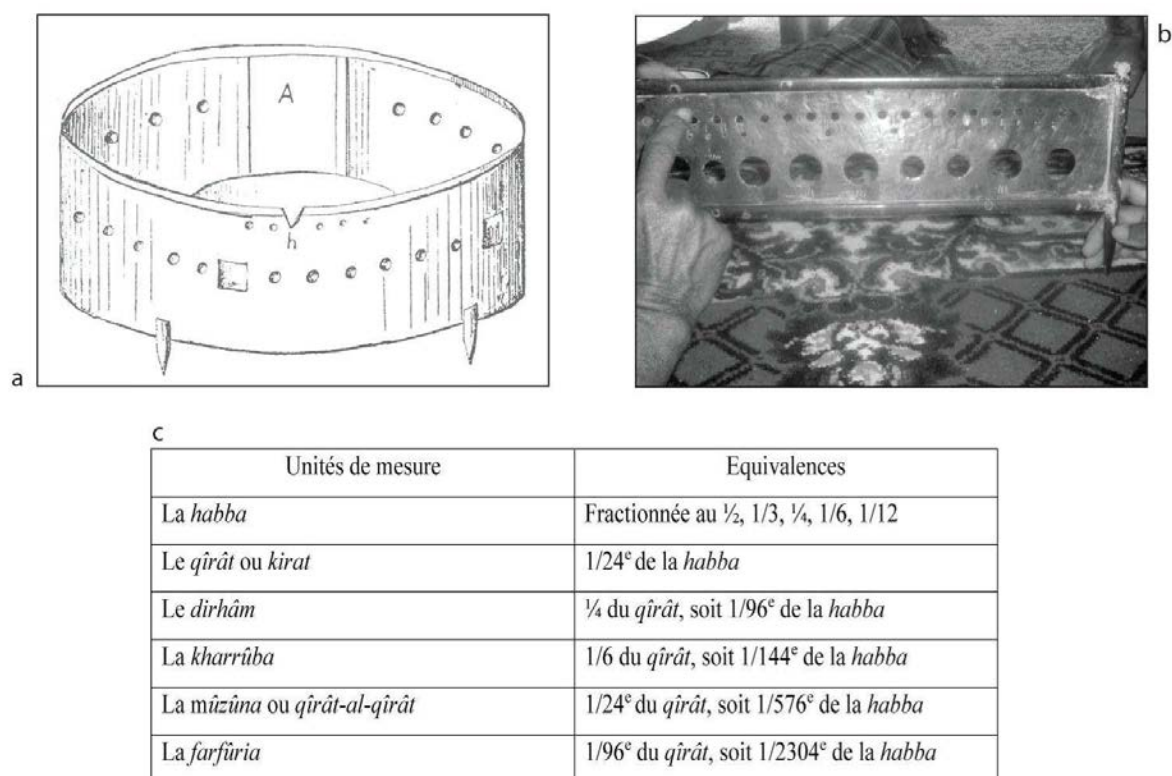 A
h
a
b
c
Unités de mesure Equivalences
La habba Fractionnée au ½, 1/3, ¼, 1/6, 1/12
Le qîrât ou kirat 1/24e de la habba
Le dirhâm ¼ du qîrât, soit 1/96e de la habba
La kharrûba 1/6 du qîrât, soit 1/144e de la habba
La mûzûna ou qîrât-al-qîrât 1/24e du qîrât, soit 1/576e de la habba
La farfûria 1/96e du qîrât, soit 1/2304e de la habba